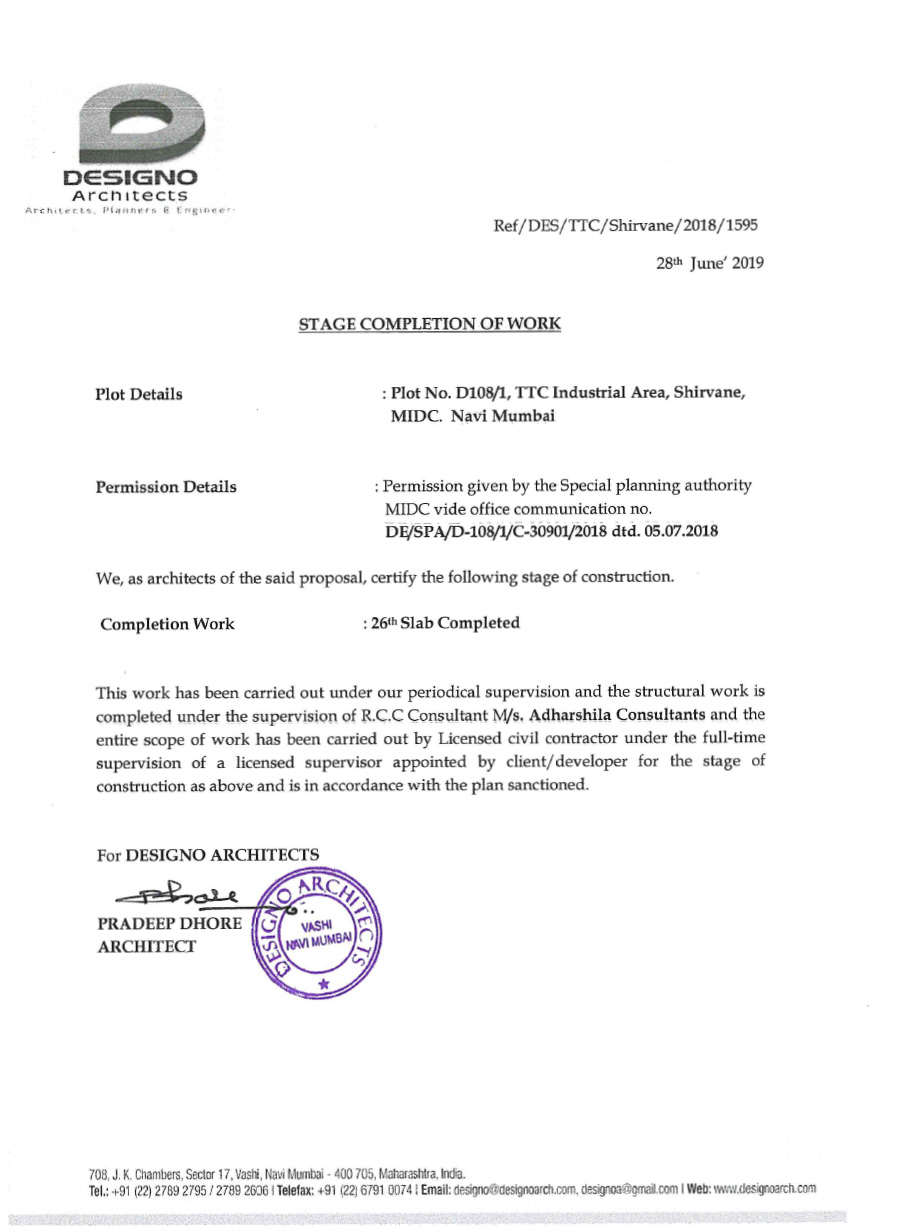 DESIGNO
Architects
Architects, Planners & Engineers
Ref/DES/TTC/Shirvane/2018/1595
28th June' 2019
STAGE COMPLETION OF WORK
Plot Details : Plot No. D108/1, TTC Industrial Area, Shirvane,
MIDC. Navi Mumbai
Permission Details : Permission given by the Special planning authority
MIDC vide office communication no.
DE/SPA/D-108/1/C-30901/2018 dtd. 05.07.2018
We, as architects of the said proposal, certify the following stage of construction.
Completion Work : 26th Slab Completed
This work has been carried out under our periodical supervision and the structural work is
completed under the supervision of R.C.C Consultant M/s. Adharshila Consultants and the
entire scope of work has been carried out by Licensed civil contractor under the full-time
supervision of a licensed supervisor appointed by client/developer for the stage of
construction as above and is in accordance with the plan sanctioned.
For DESIGNO ARCHITECTS
PDhore
PRADEEP DHORE
ARCHITECT
DESIGNO ARCHITECTS
VASHI
NAVI MUMBAI
708, J. K. Chambers, Sector 17, Vashi, Navi Mumbai - 400 705, Maharashtra, India.
Tel.: +91 (22) 2789 2795 / 2789 2606 | Telefax: +91 (22) 6791 0074 | Email: designo@designoarch.com, designoa@gmail.com | Web: www.designoarch.com